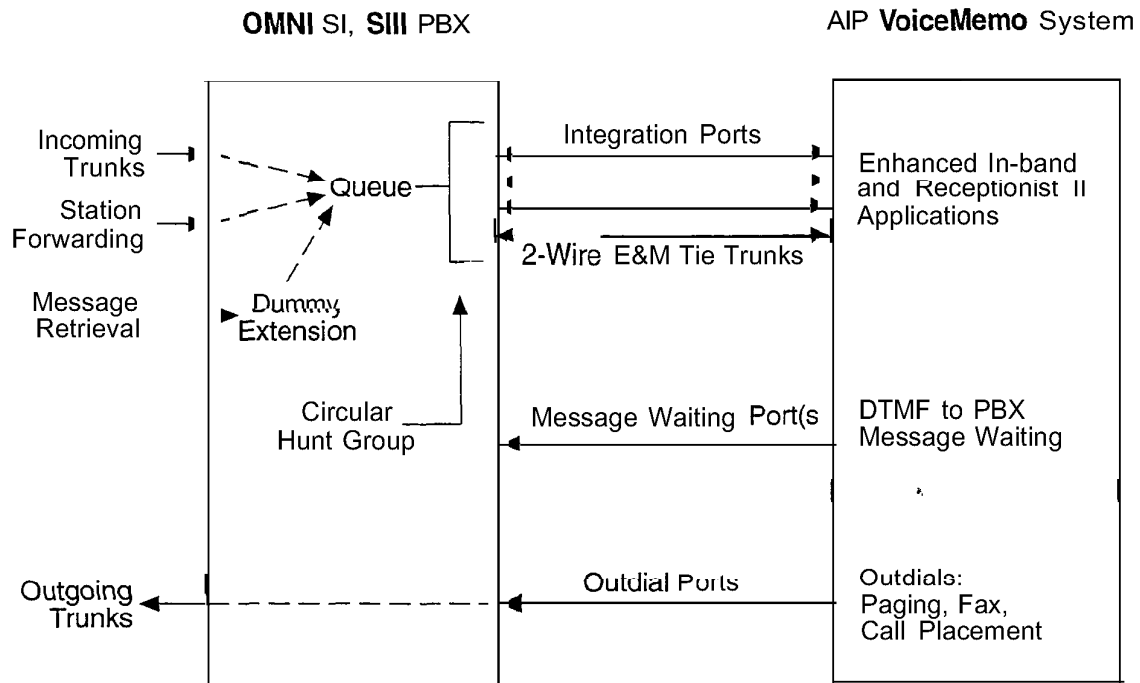 OMNI SI, SIII PBX
AIP VoiceMemo System
Incoming
Trunks
Station
Forwarding
Message
Retrieval
Queue
Dummy
Extension
Circular
Hunt Group
Integration Ports
2-Wire E&M Tie Trunks
Enhanced In-band
and Receptionist II
Applications
Message Waiting Port(s
DTMF to PBX
Message Waiting
Outgoing
Trunks
Outdial Ports
Outdials:
Paging, Fax,
Call Placement